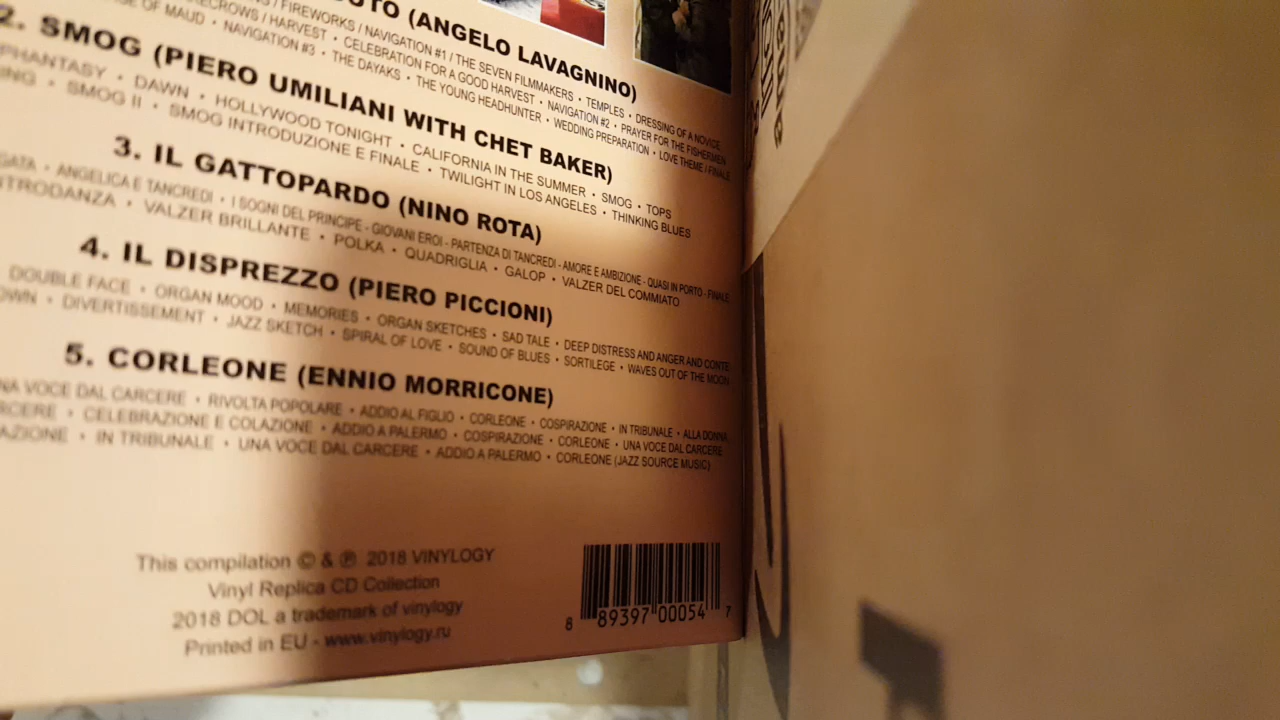 UTO (ANGELO LAVAGNINO)
/ FIREWORKS / NAVIGATION #1 / THE SEVEN FILMMAKERS • TEMPLES • DRESSING OF A NOVICE
/ HARVEST • CELEBRATION FOR A GOOD HARVEST • NAVIGATION #2 • PRAYER FOR THE FISHERMEN
OF MAUD • NAVIGATION #3 • THE DAYAKS • THE YOUNG HEADHUNTER • WEDDING PREPARATION • LOVE THEME / FINALE
2. SMOG (PIERO UMILIANI WITH CHET BAKER)
PHANTASY • DAWN • HOLLYWOOD TONIGHT • CALIFORNIA IN THE SUMMER • SMOG • TOPS
ING • SMOG II • SMOG INTRODUZIONE E FINALE • TWILIGHT IN LOS ANGELES • THINKING BLUES
3. IL GATTOPARDO (NINO ROTA)
GATA • ANGELICA E TANCREDI • I SOGNI DEL PRINCIPE - GIOVANI EROI - PARTENZA DI TANCREDI - AMORE E AMBIZIONE - QUASI IN PORTO - FINALE
TRODANZA • VALZER BRILLANTE • POLKA • QUADRIGLIA • GALOP • VALZER DEL COMMIATO
4. IL DISPREZZO (PIERO PICCIONI)
DOUBLE FACE • ORGAN MOOD • MEMORIES • ORGAN SKETCHES • SAD TALE • DEEP DISTRESS AND ANGER AND CONTE
OWN • DIVERTISSEMENT • JAZZ SKETCH • SPIRAL OF LOVE • SOUND OF BLUES • SORTILEGE • WAVES OUT OF THE MOON
5. CORLEONE (ENNIO MORRICONE)
NA VOCE DAL CARCERE • RIVOLTA POPOLARE • ADDIO AL FIGLIO • CORLEONE • COSPIRAZIONE • IN TRIBUNALE • ALLA DONNA
RCERE • CELEBRAZIONE E COLAZIONE • ADDIO A PALERMO • COSPIRAZIONE • CORLEONE • UNA VOCE DAL CARCERE
AZIONE • IN TRIBUNALE • UNA VOCE DAL CARCERE • ADDIO A PALERMO • CORLEONE (JAZZ SOURCE MUSIC)
This compilation © & ℗ 2018 VINYLOGY
Vinyl Replica CD Collection
2018 DOL a trademark of vinylogy
Printed in EU - www.vinylogy.ru
8 89397 00054 7